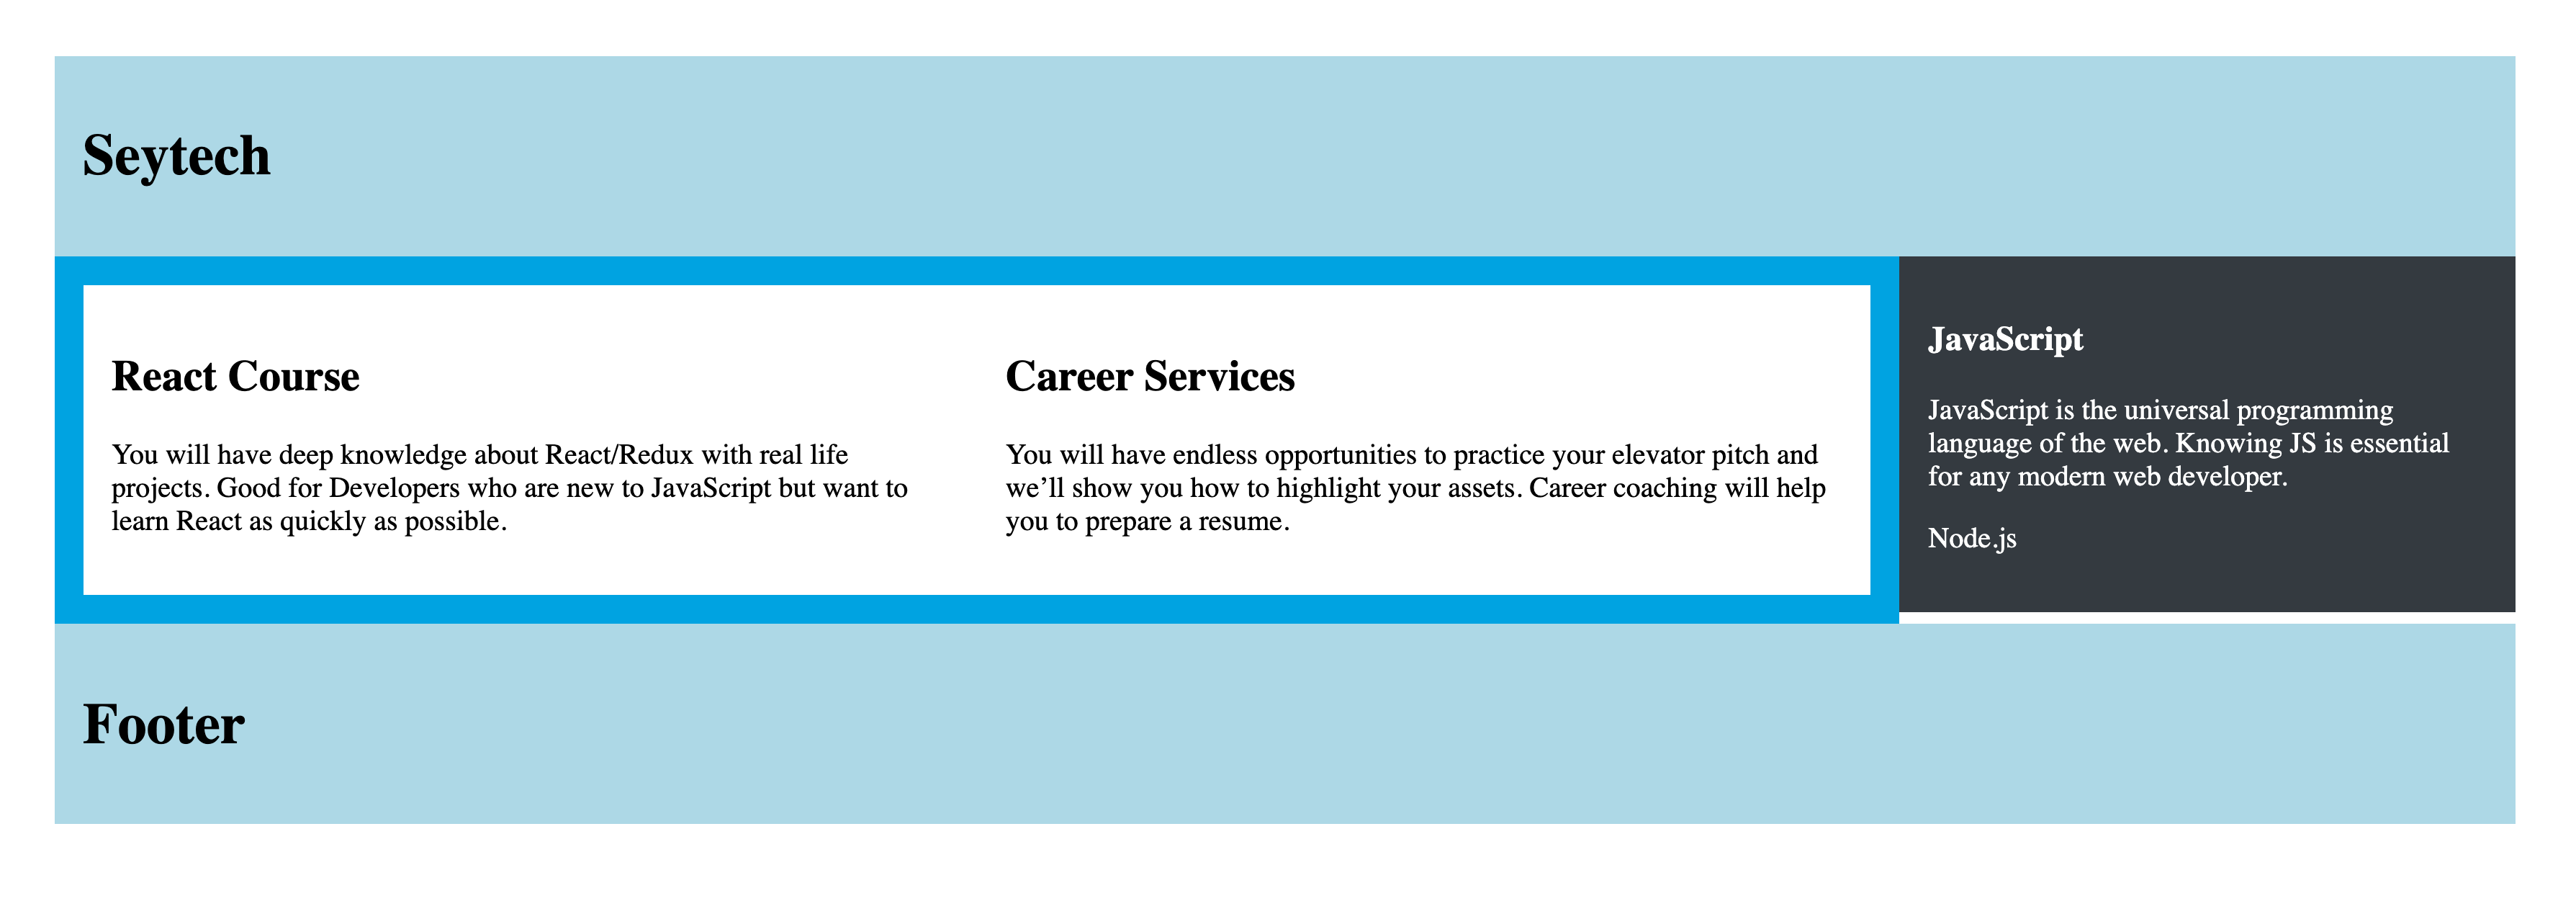 Seytech
React Course
You will have deep knowledge about React/Redux with real life
projects. Good for Developers who are new to JavaScript but want to
learn React as quickly as possible.
Career Services
You will have endless opportunities to practice your elevator pitch and
we’ll show you how to highlight your assets. Career coaching will help
you to prepare a resume.
JavaScript
JavaScript is the universal programming
language of the web. Knowing JS is essential
for any modern web developer.
Node.js
Footer